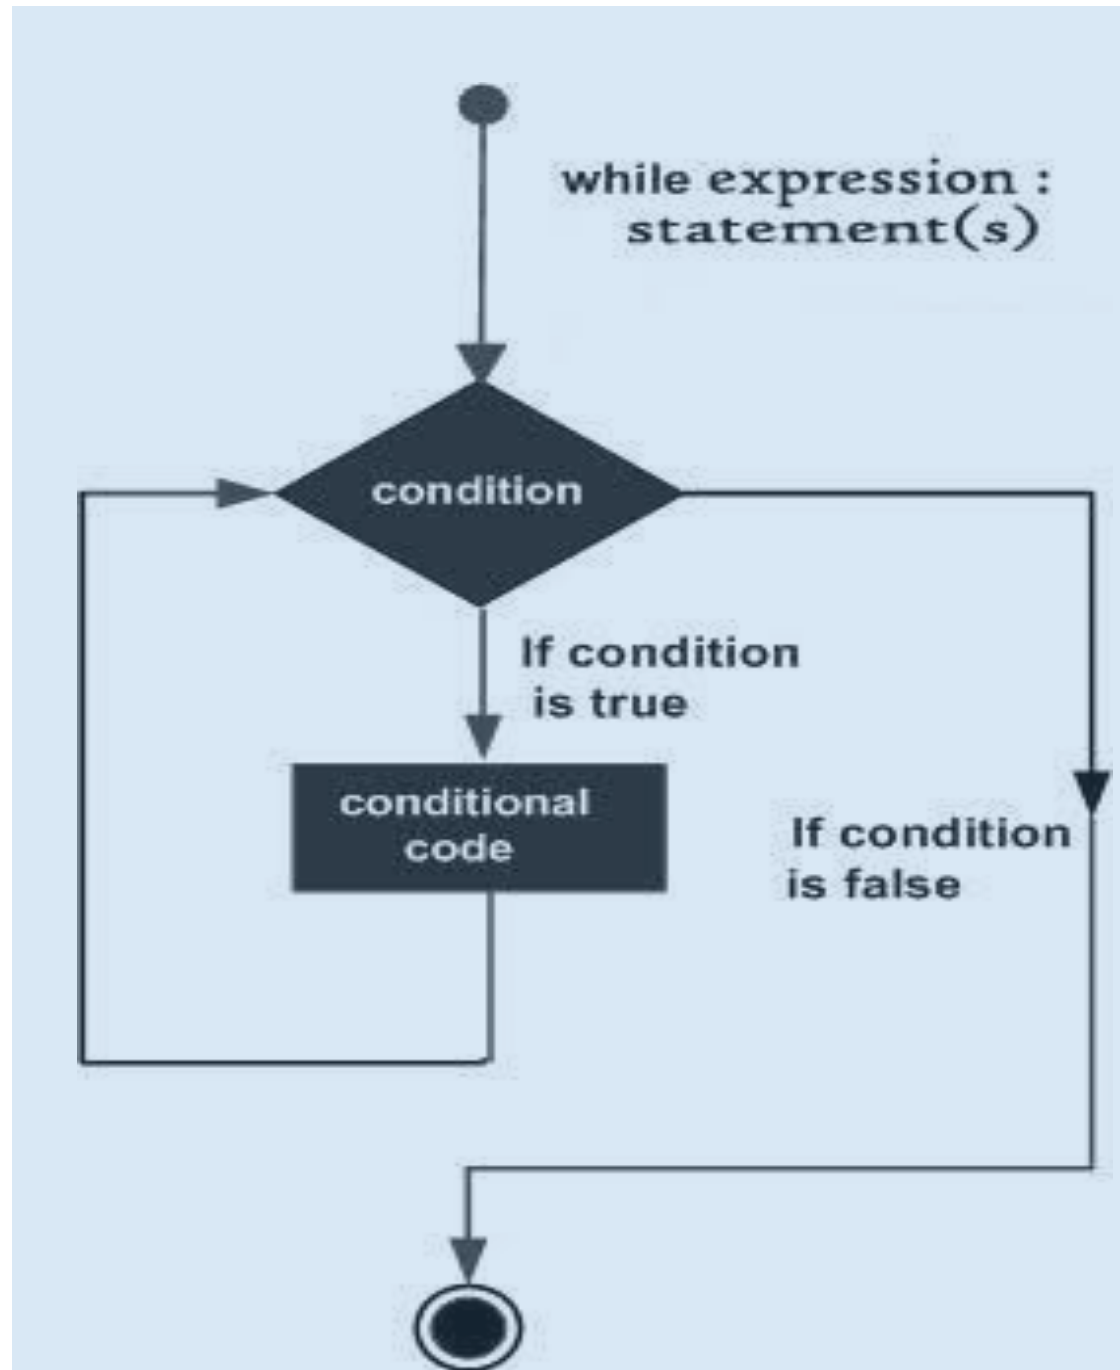 while expression :
statement(s)
condition
If condition
is true
conditional
code
If condition
is false